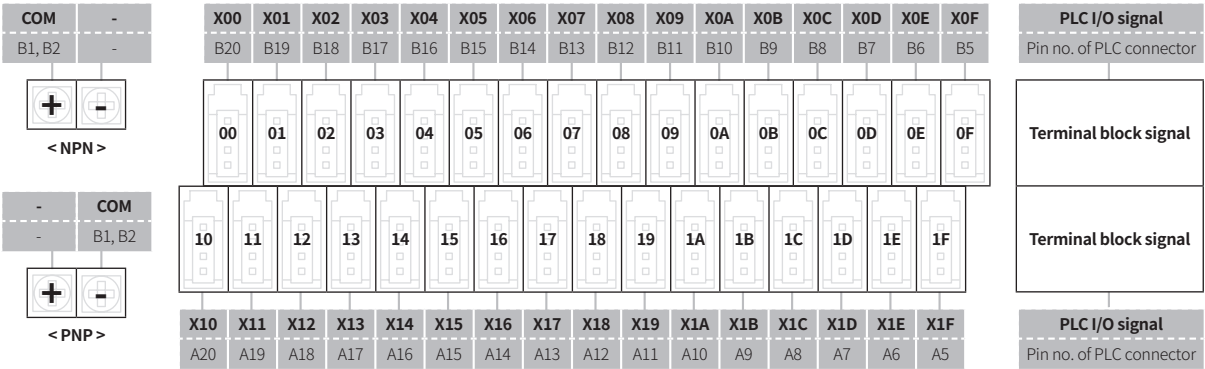 COM -
B1, B2 -
+ -
< NPN >
X00 X01 X02 X03 X04 X05 X06 X07 X08 X09 X0A X0B X0C X0D X0E X0F
B20 B19 B18 B17 B16 B15 B14 B13 B12 B11 B10 B9 B8 B7 B6 B5
00 01 02 03 04 05 06 07 08 09 0A 0B 0C 0D 0E 0F
PLC I/O signal
Pin no. of PLC connector
Terminal block signal
- COM
- B1, B2
+ -
< PNP >
10 11 12 13 14 15 16 17 18 19 1A 1B 1C 1D 1E 1F
X10 X11 X12 X13 X14 X15 X16 X17 X18 X19 X1A X1B X1C X1D X1E X1F
A20 A19 A18 A17 A16 A15 A14 A13 A12 A11 A10 A9 A8 A7 A6 A5
Terminal block signal
PLC I/O signal
Pin no. of PLC connector